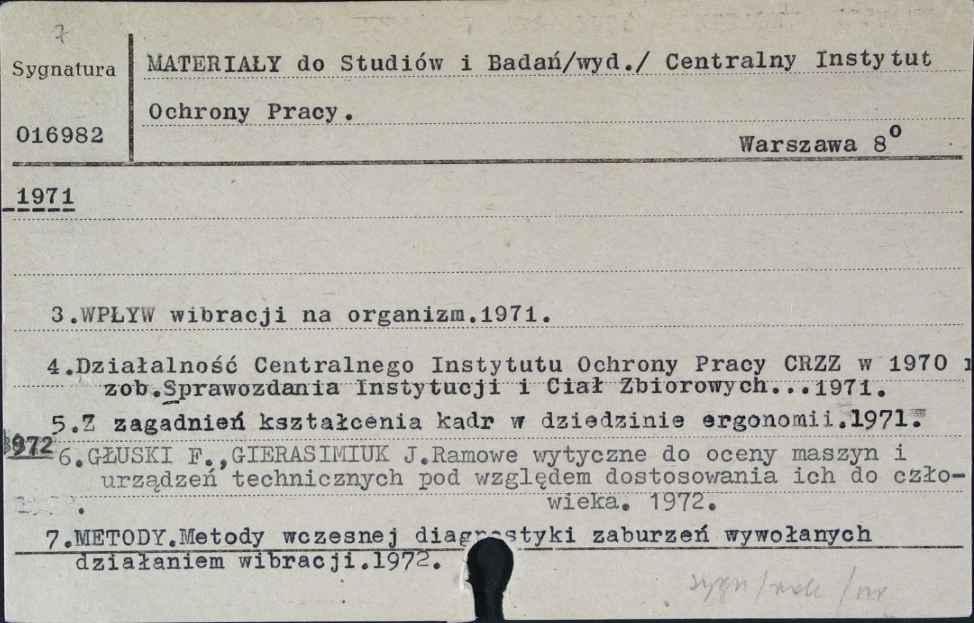 7
Sygnatura
MATERIAŁY do Studiów i Badań/wyd./ Centralny Instytut
Ochrony Pracy.
016982
Warszawa 8º
1971
3.WPŁYW wibracji na organizm.1971.
4.Działalność Centralnego Instytutu Ochrony Pracy CRZZ w 1970 r
zob.Sprawozdania Instytucji i Ciał Zbiorowych...1971.
5.Z zagadnień kształcenia kadr w dziedzinie ergonomii.1971.
1972
6.GŁUSKI F.,GIERASIMIUK J.Ramowe wytyczne do oceny maszyn i
urządzeń technicznych pod względem dostosowania ich do czło-
wieka. 1972.
7.METODY.Metody wczesnej diagnostyki zaburzeń wywołanych
działaniem wibracji.1972.